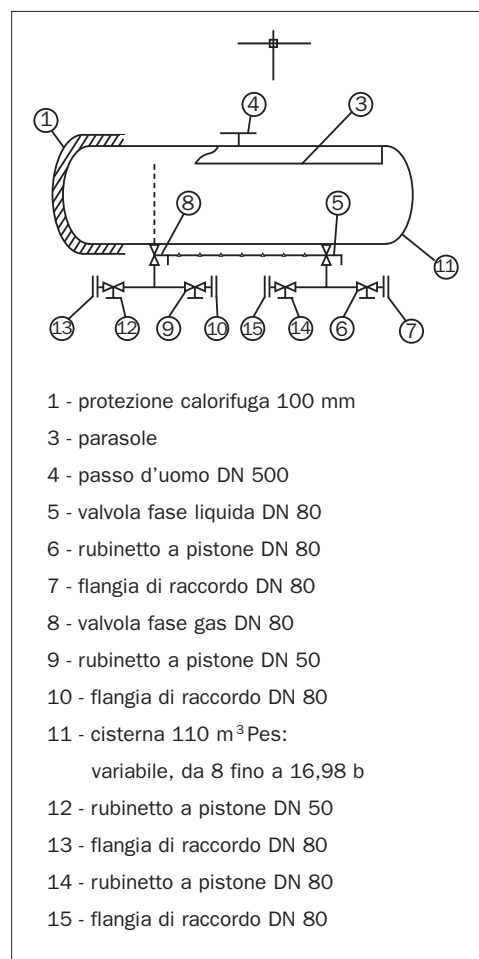 4
3
1
8
5
11
13
12
9
10
15
14
6
7
1 - protezione calorifuga 100 mm
3 - parasole
4 - passo d'uomo DN 500
5 - valvola fase liquida DN 80
6 - rubinetto a pistone DN 80
7 - flangia di raccordo DN 80
8 - valvola fase gas DN 80
9 - rubinetto a pistone DN 50
10 - flangia di raccordo DN 80
11 - cisterna 110 m³ Pes:
variabile, da 8 fino a 16,98 b
12 - rubinetto a pistone DN 50
13 - flangia di raccordo DN 80
14 - rubinetto a pistone DN 80
15 - flangia di raccordo DN 80